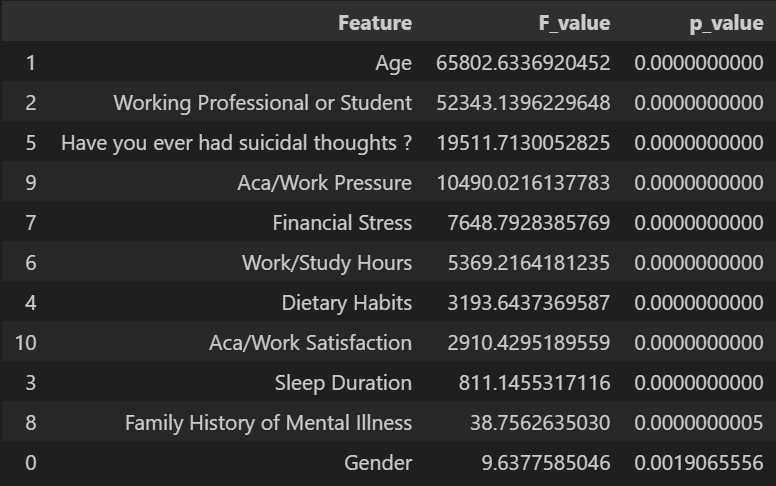 Feature F_value p_value
1 Age 65802.6336920452 0.0000000000
2 Working Professional or Student 52343.1396229648 0.0000000000
5 Have you ever had suicidal thoughts ? 19511.7130052825 0.0000000000
9 Aca/Work Pressure 10490.0216137783 0.0000000000
7 Financial Stress 7648.7928385769 0.0000000000
6 Work/Study Hours 5369.2164181235 0.0000000000
4 Dietary Habits 3193.6437369587 0.0000000000
10 Aca/Work Satisfaction 2910.4295189559 0.0000000000
3 Sleep Duration 811.1455317116 0.0000000000
8 Family History of Mental Illness 38.7562635030 0.0000000005
0 Gender 9.6377585046 0.0019065556